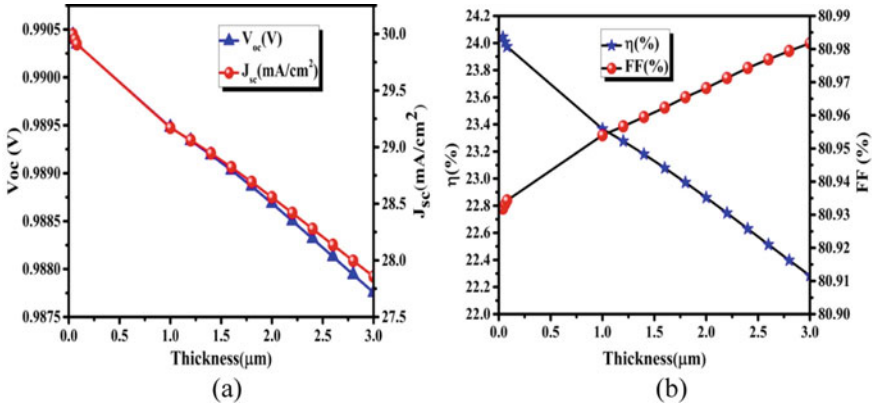 0.9905
0.9900
0.9895
0.9890
0.9885
0.9880
0.9875
Voc (V)
Voc(V)
Jsc(mA/cm2)
30.0
29.5
29.0
28.5
28.0
27.5
Jsc(mA/cm2)
0.0 0.5 1.0 1.5 2.0 2.5 3.0
Thickness(μm)
(a)
24.0
23.8
23.6
23.4
23.2
23.0
22.8
22.6
22.4
22.2
22.0
η(%)
η(%)
FF(%)
80.99
80.98
80.97
80.96
80.95
80.94
80.93
80.92
80.91
80.90
FF (%)
0.0 0.5 1.0 1.5 2.0 2.5 3.0
Thickness(μm)
(b)